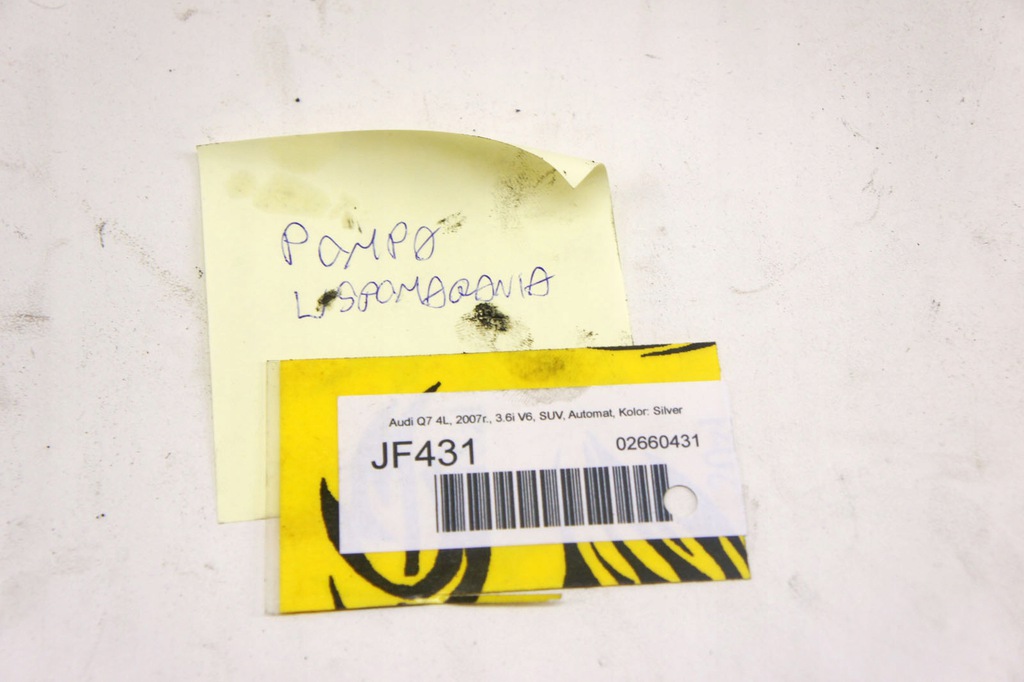 POMPA
WSPOMAGANIA
Audi Q7 4L, 2007r., 3.6i V6, SUV, Automat, Kolor: Silver
JF431
02660431